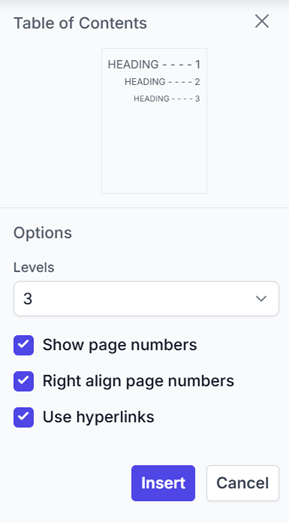 Table of Contents
HEADING - - - - 1
HEADING - - - - 2
HEADING - - - - 3
Options
Levels
3
Show page numbers
Right align page numbers
Use hyperlinks
Insert Cancel